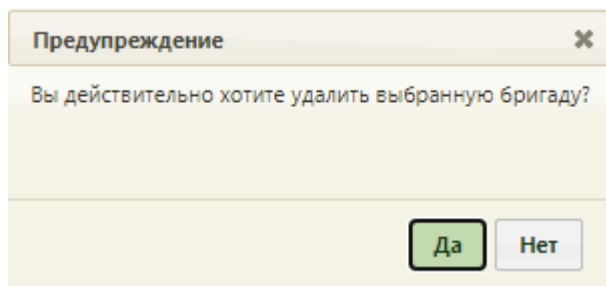 Предупреждение
Вы действительно хотите удалить выбранную бригаду?
Да
Нет